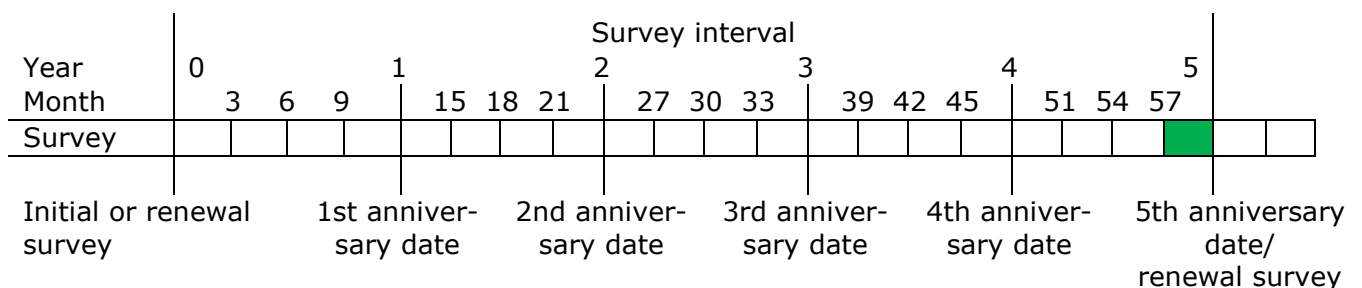 Survey interval
Year 0 1 2 3 4 5
Month 3 6 9 15 18 21 27 30 33 39 42 45 51 54 57
Survey
Initial or renewal 1st anniver- 2nd anniver- 3rd anniver- 4th anniver- 5th anniversary
survey sary date sary date sary date sary date date/
renewal survey